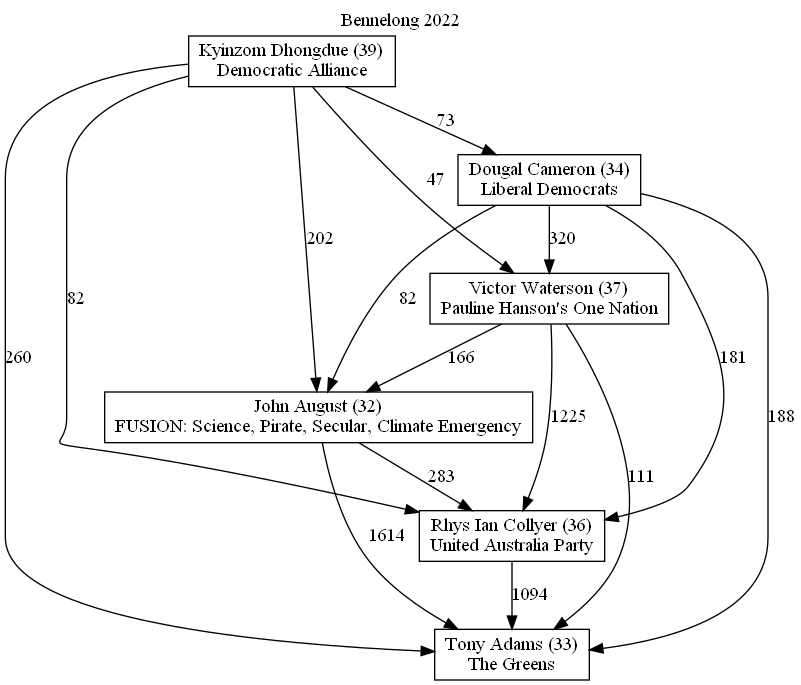 Bennelong 2022
Kyinzom Dhongdue (39)
Democratic Alliance
73
Dougal Cameron (34)
Liberal Democrats
47
202
320
Victor Waterson (37)
Pauline Hanson's One Nation
82
82
260
166
181
John August (32)
FUSION: Science, Pirate, Secular, Climate Emergency
1225
188
283
111
Rhys Ian Collyer (36)
United Australia Party
1614
1094
Tony Adams (33)
The Greens